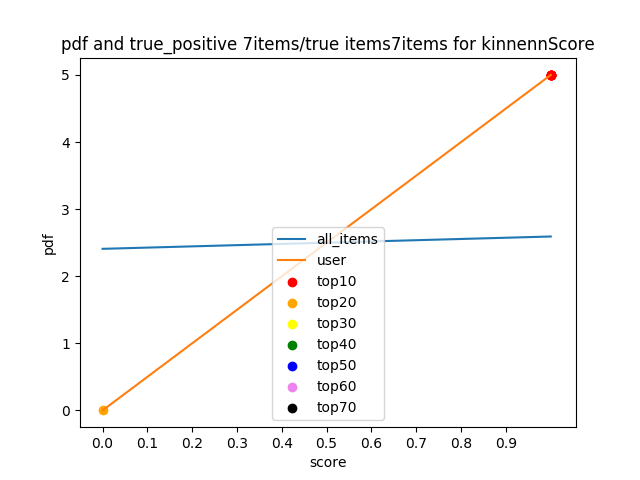 pdf and true_positive 7items/true items7items for kinnennScore
5
4
3
2
1
0
pdf
all_items
user
top10
top20
top30
top40
top50
top60
top70
0.0 0.1 0.2 0.3 0.4 0.5 0.6 0.7 0.8 0.9
score